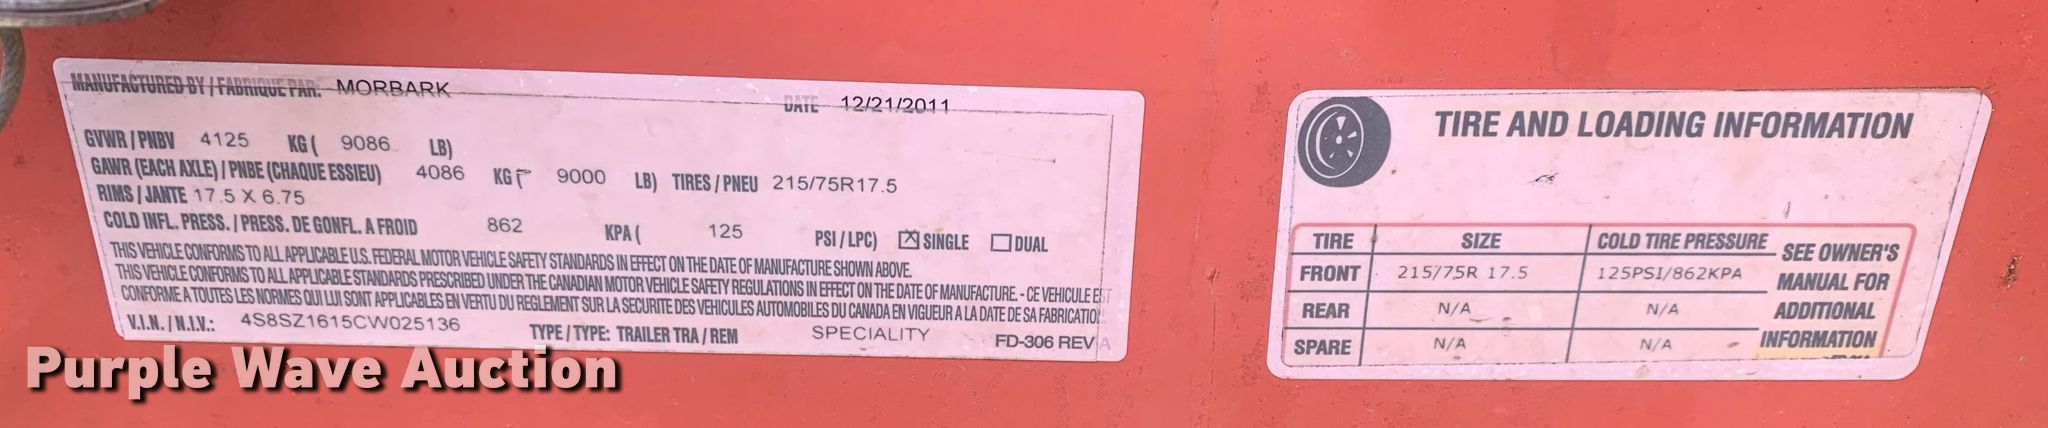 MANUFACTURED BY / FABRIQUE PAR: MORBARK
DATE 12/21/2011
GVWR / PNBV 4125 KG ( 9086 LB)
GAWR (EACH AXLE) / PNBE (CHAQUE ESSIEU) 4086 KG ( 9000 LB) TIRES / PNEU 215/75R17.5
RIMS / JANTE 17.5 X 6.75
COLD INFL. PRESS. / PRESS. DE GONFL. A FROID 862 KPA ( 125 PSI / LPC) ☒ SINGLE ☐ DUAL
THIS VEHICLE CONFORMS TO ALL APPLICABLE U.S. FEDERAL MOTOR VEHICLE SAFETY STANDARDS IN EFFECT ON THE DATE OF MANUFACTURE SHOWN ABOVE.
THIS VEHICLE CONFORMS TO ALL APPLICABLE STANDARDS PRESCRIBED UNDER THE CANADIAN MOTOR VEHICLE SAFETY REGULATIONS IN EFFECT ON THE DATE OF MANUFACTURE. - CE VEHICULE EST
CONFORME A TOUTES LES NORMES QUI LUI SONT APPLICABLES EN VERTU DU REGLEMENT SUR LA SECURITE DES VEHICULES AUTOMOBILES DU CANADA EN VIGUEUR A LA DATE DE SA FABRICATIO
V.I.N. / N.I.V.: 4S8SZ1615CW025136 TYPE / TYPE: TRAILER TRA / REM SPECIALITY FD-306 REV A
TIRE AND LOADING INFORMATION
TIRE SIZE COLD TIRE PRESSURE
FRONT 215/75R 17.5 125PSI/862KPA
REAR N/A N/A
SPARE N/A N/A
SEE OWNER'S
MANUAL FOR
ADDITIONAL
INFORMATION
Purple Wave Auction